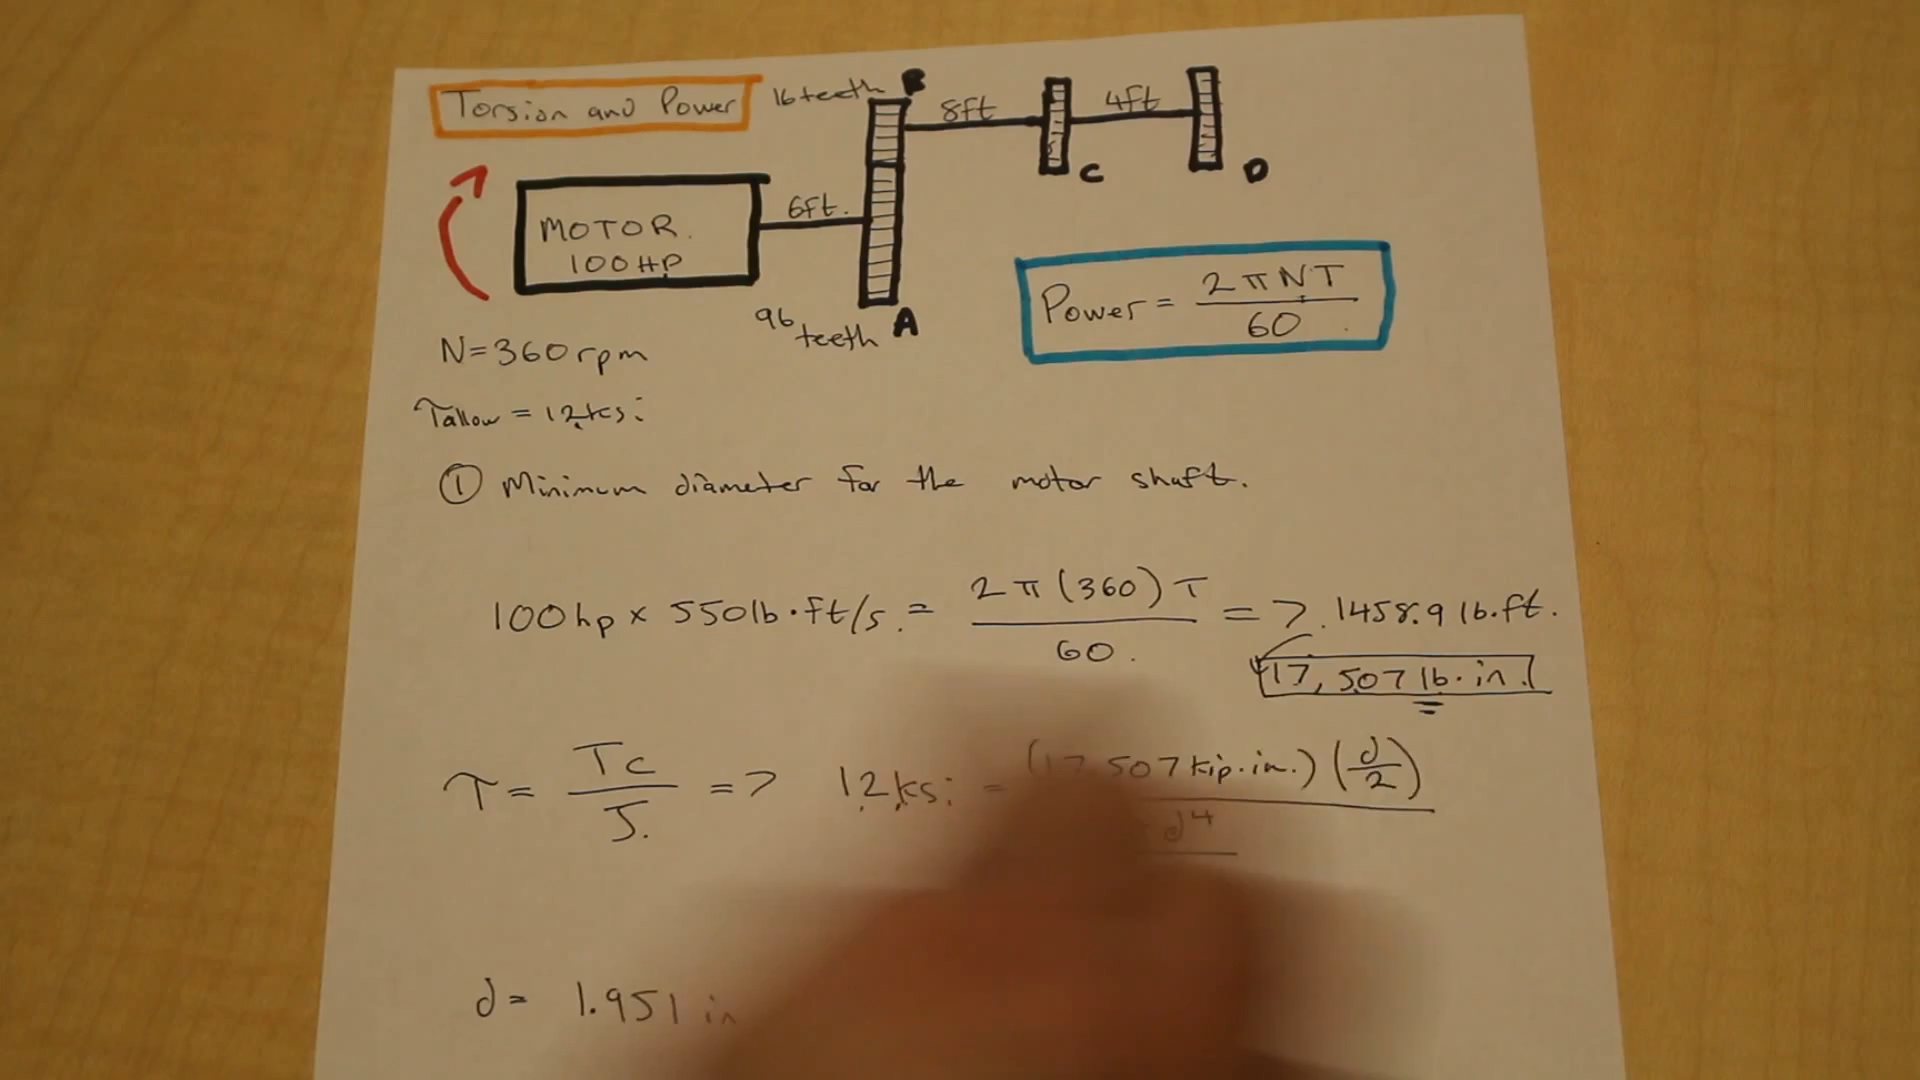 Torsion and Power
16 teeth B
8ft
4ft
C
D
MOTOR.
100HP
6ft.
96 teeth A
Power = 2πNT / 60
N=360rpm
τallow = 12ksi
① Minimum diameter for the motor shaft.
100hp x 550lb·ft/s. = 2π(360)T / 60. => 1458.9 lb.ft.
17,507 lb·in.
τ = Tc / J. => 12ksi = 507kip.in.) (d/2)
d⁴
d = 1.951 in